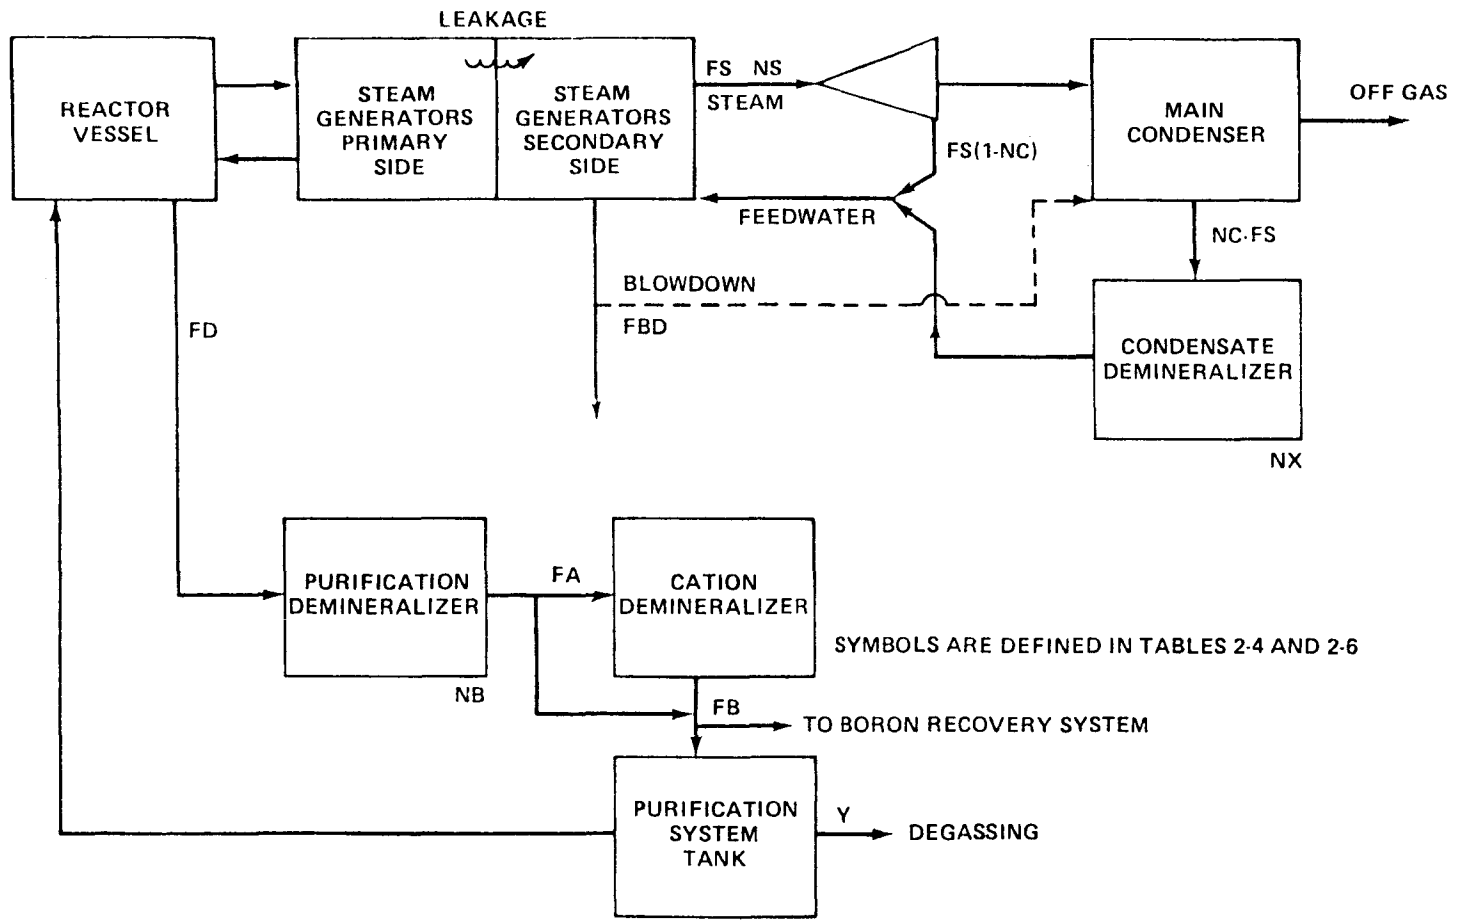 LEAKAGE
REACTOR
VESSEL
STEAM
GENERATORS
PRIMARY
SIDE
STEAM
GENERATORS
SECONDARY
SIDE
FS NS
STEAM
MAIN
CONDENSER
OFF GAS
FS(1-NC)
FEEDWATER
NC·FS
BLOWDOWN
FBD
FD
CONDENSATE
DEMINERALIZER
NX
PURIFICATION
DEMINERALIZER
NB
FA
CATION
DEMINERALIZER
SYMBOLS ARE DEFINED IN TABLES 2-4 AND 2-6
FB
TO BORON RECOVERY SYSTEM
PURIFICATION
SYSTEM
TANK
Y
DEGASSING